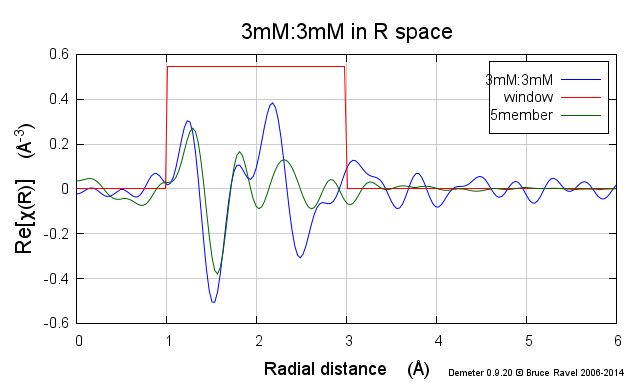 3mM:3mM in R space
Re[χ(R)] (Å-3)
0.6
0.4
0.2
0
-0.2
-0.4
-0.6
3mM:3mM
window
5member
0 1 2 3 4 5 6
Radial distance (Å)
Demeter 0.9.20 © Bruce Ravel 2006-2014